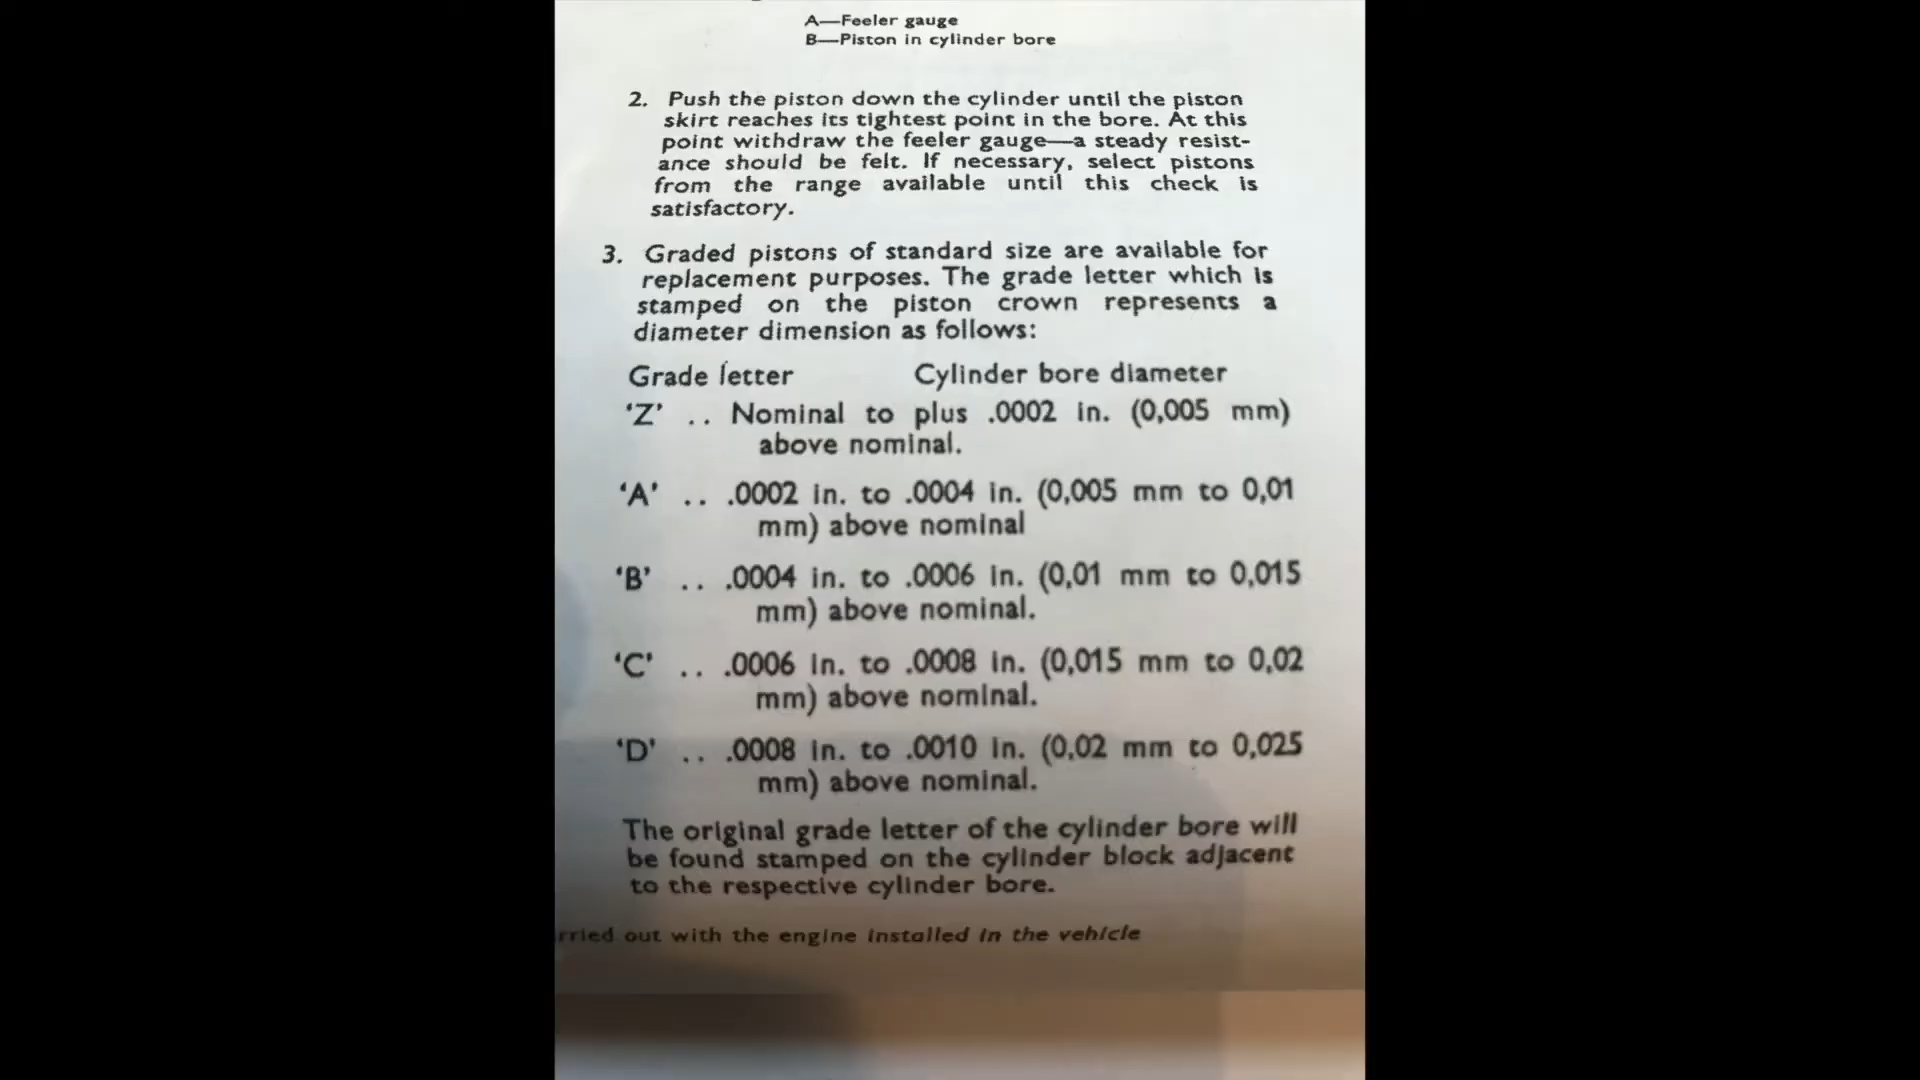 A—Feeler gauge
B—Piston in cylinder bore
2. Push the piston down the cylinder until the piston
skirt reaches its tightest point in the bore. At this
point withdraw the feeler gauge—a steady resist-
ance should be felt. If necessary, select pistons
from the range available until this check is
satisfactory.
3. Graded pistons of standard size are available for
replacement purposes. The grade letter which is
stamped on the piston crown represents a
diameter dimension as follows:
Grade letter Cylinder bore diameter
‘Z’ .. Nominal to plus .0002 in. (0,005 mm)
above nominal.
‘A’ .. .0002 in. to .0004 in. (0,005 mm to 0,01
mm) above nominal
‘B’ .. .0004 in. to .0006 in. (0,01 mm to 0,015
mm) above nominal.
‘C’ .. .0006 in. to .0008 in. (0,015 mm to 0,02
mm) above nominal.
‘D’ .. .0008 in. to .0010 in. (0,02 mm to 0,025
mm) above nominal.
The original grade letter of the cylinder bore will
be found stamped on the cylinder block adjacent
to the respective cylinder bore.
rried out with the engine installed in the vehicle